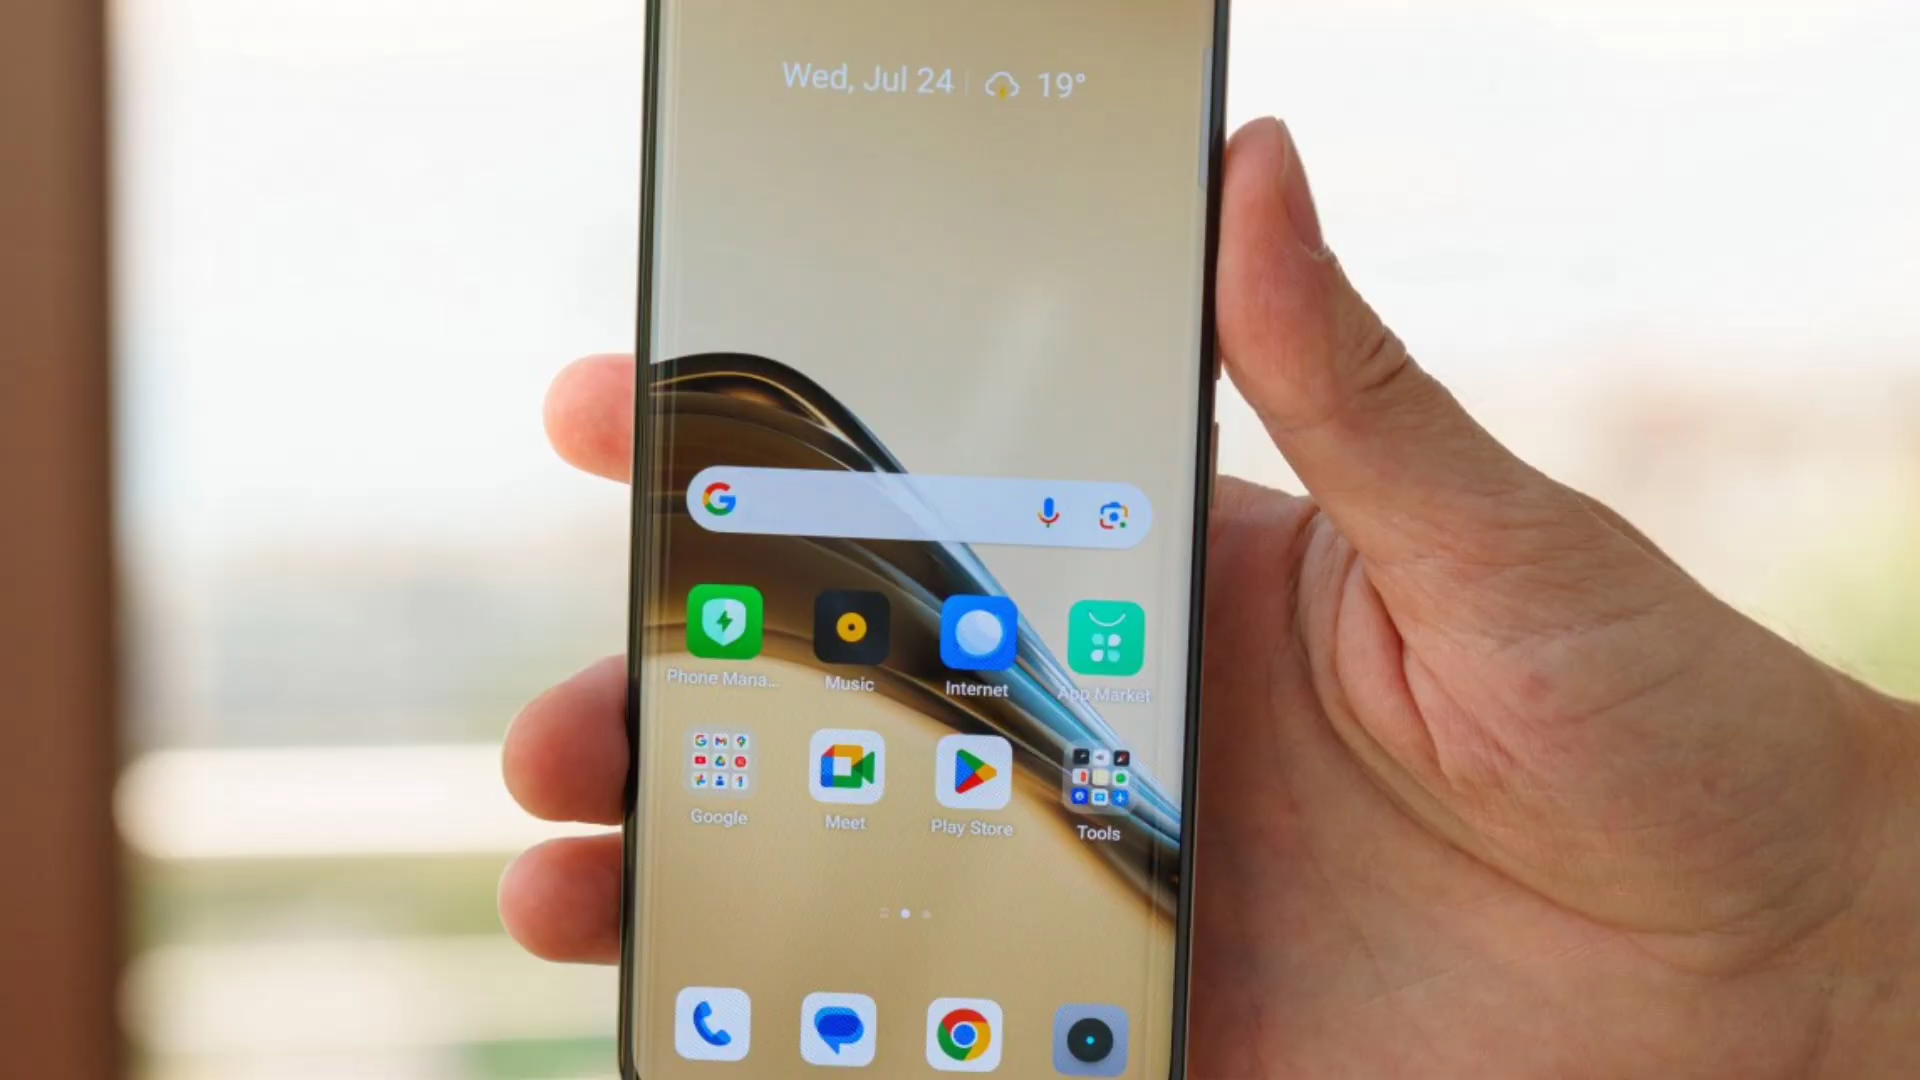 Wed, Jul 24 | 19°
Phone Mana...
Music
Internet
App Market
Google
Meet
Play Store
Tools